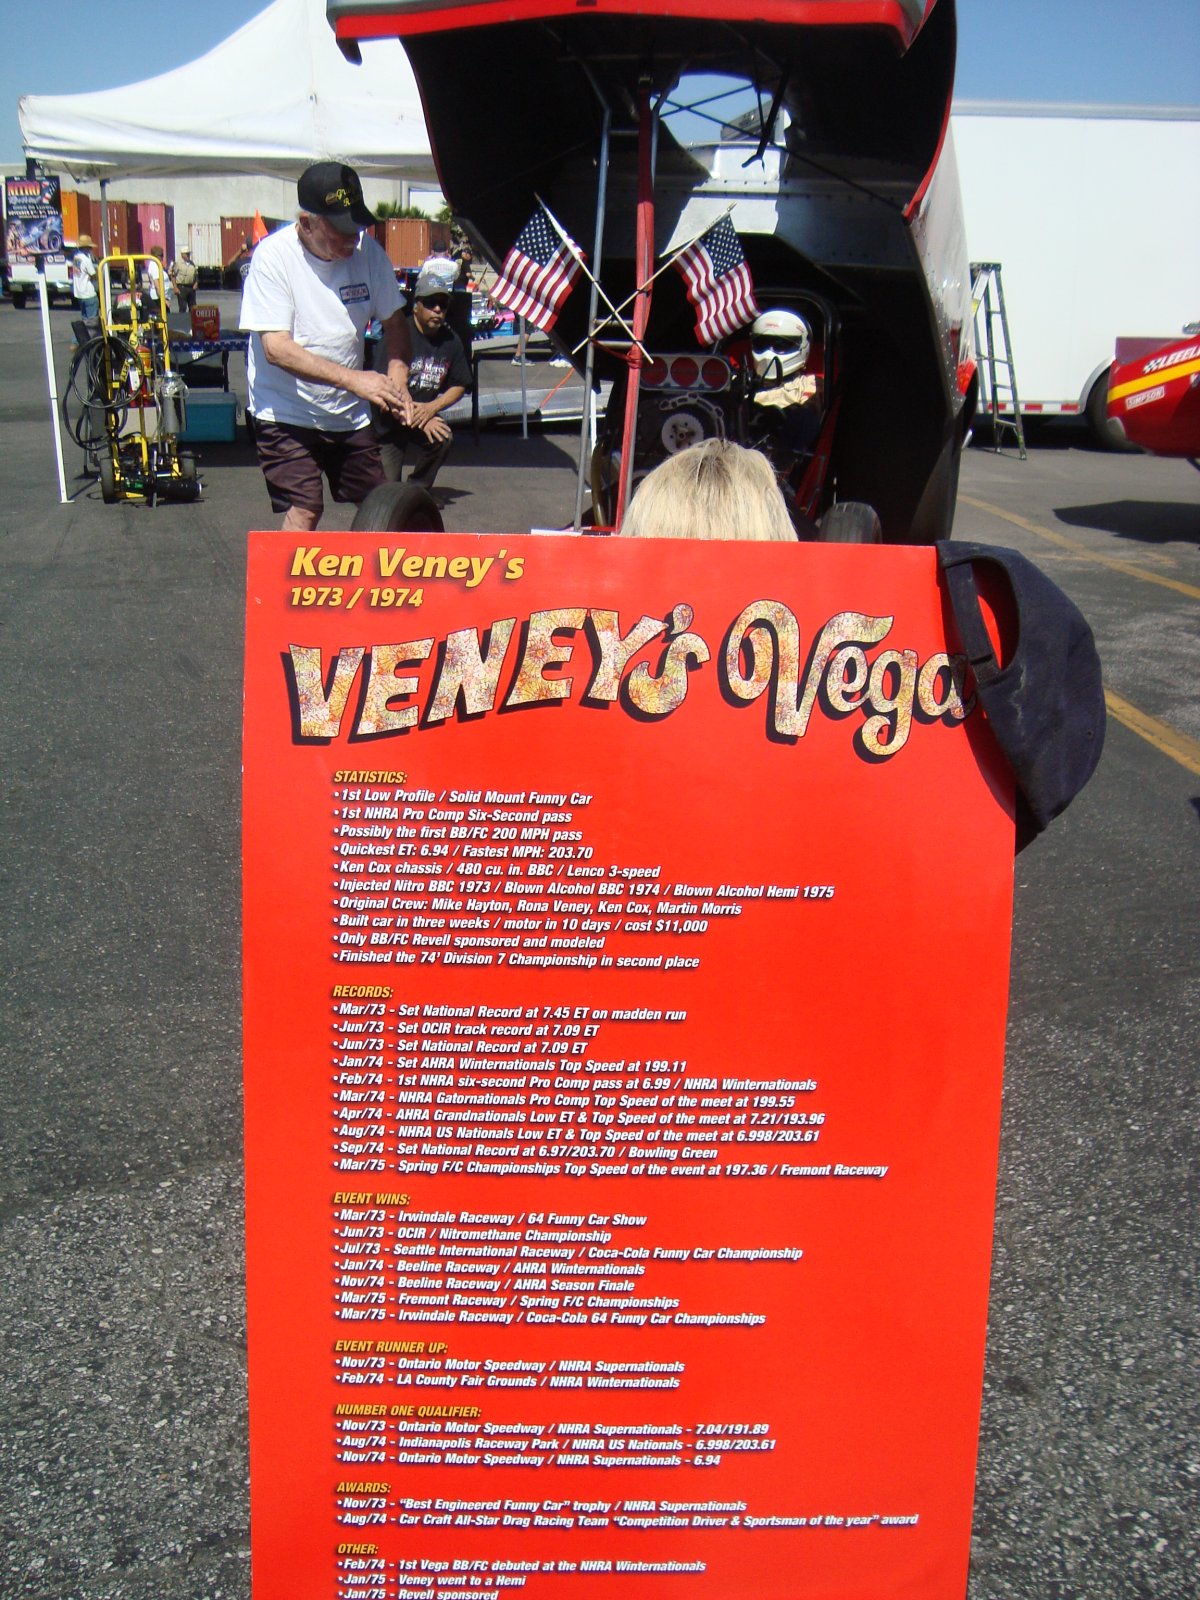 Ken Veney's
1973 / 1974
VENEY's Vega
STATISTICS:
•1st Low Profile / Solid Mount Funny Car
•1st NHRA Pro Comp Six-Second pass
•Possibly the first BB/FC 200 MPH pass
•Quickest ET: 6.94 / Fastest MPH: 203.70
•Ken Cox chassis / 480 cu. in. BBC / Lenco 3-speed
•Injected Nitro BBC 1973 / Blown Alcohol BBC 1974 / Blown Alcohol Hemi 1975
•Original Crew: Mike Hayton, Rona Veney, Ken Cox, Martin Morris
•Built car in three weeks / motor in 10 days / cost $11,000
•Only BB/FC Revell sponsored and modeled
•Finished the 74' Division 7 Championship in second place
RECORDS:
•Mar/73 - Set National Record at 7.45 ET on madden run
•Jun/73 - Set OCIR track record at 7.09 ET
•Jun/73 - Set National Record at 7.09 ET
•Jan/74 - Set AHRA Winternationals Top Speed at 199.11
•Feb/74 - 1st NHRA six-second Pro Comp pass at 6.99 / NHRA Winternationals
•Mar/74 - NHRA Gatornationals Pro Comp Top Speed of the meet at 199.55
•Apr/74 - AHRA Grandnationals Low ET & Top Speed of the meet at 7.21/193.96
•Aug/74 - NHRA US Nationals Low ET & Top Speed of the meet at 6.998/203.61
•Sep/74 - Set National Record at 6.97/203.70 / Bowling Green
•Mar/75 - Spring F/C Championships Top Speed of the event at 197.36 / Fremont Raceway
EVENT WINS:
•Mar/73 - Irwindale Raceway / 64 Funny Car Show
•Jun/73 - OCIR / Nitromethane Championship
•Jul/73 - Seattle International Raceway / Coca-Cola Funny Car Championship
•Jan/74 - Beeline Raceway / AHRA Winternationals
•Nov/74 - Beeline Raceway / AHRA Season Finale
•Mar/75 - Fremont Raceway / Spring F/C Championships
•Mar/75 - Irwindale Raceway / Coca-Cola 64 Funny Car Championships
EVENT RUNNER UP:
•Nov/73 - Ontario Motor Speedway / NHRA Supernationals
•Feb/74 - LA County Fair Grounds / NHRA Winternationals
NUMBER ONE QUALIFIER:
•Nov/73 - Ontario Motor Speedway / NHRA Supernationals - 7.04/191.89
•Aug/74 - Indianapolis Raceway Park / NHRA US Nationals - 6.998/203.61
•Nov/74 - Ontario Motor Speedway / NHRA Supernationals - 6.94
AWARDS:
•Nov/73 - "Best Engineered Funny Car" trophy / NHRA Supernationals
•Aug/74 - Car Craft All-Star Drag Racing Team "Competition Driver & Sportsman of the year" award
OTHER:
•Feb/74 - 1st Vega BB/FC debuted at the NHRA Winternationals
•Jan/75 - Veney went to a Hemi
•Jan/75 - Revell sponsored
NITRO
45
CHEEZ-IT
SIMPSON